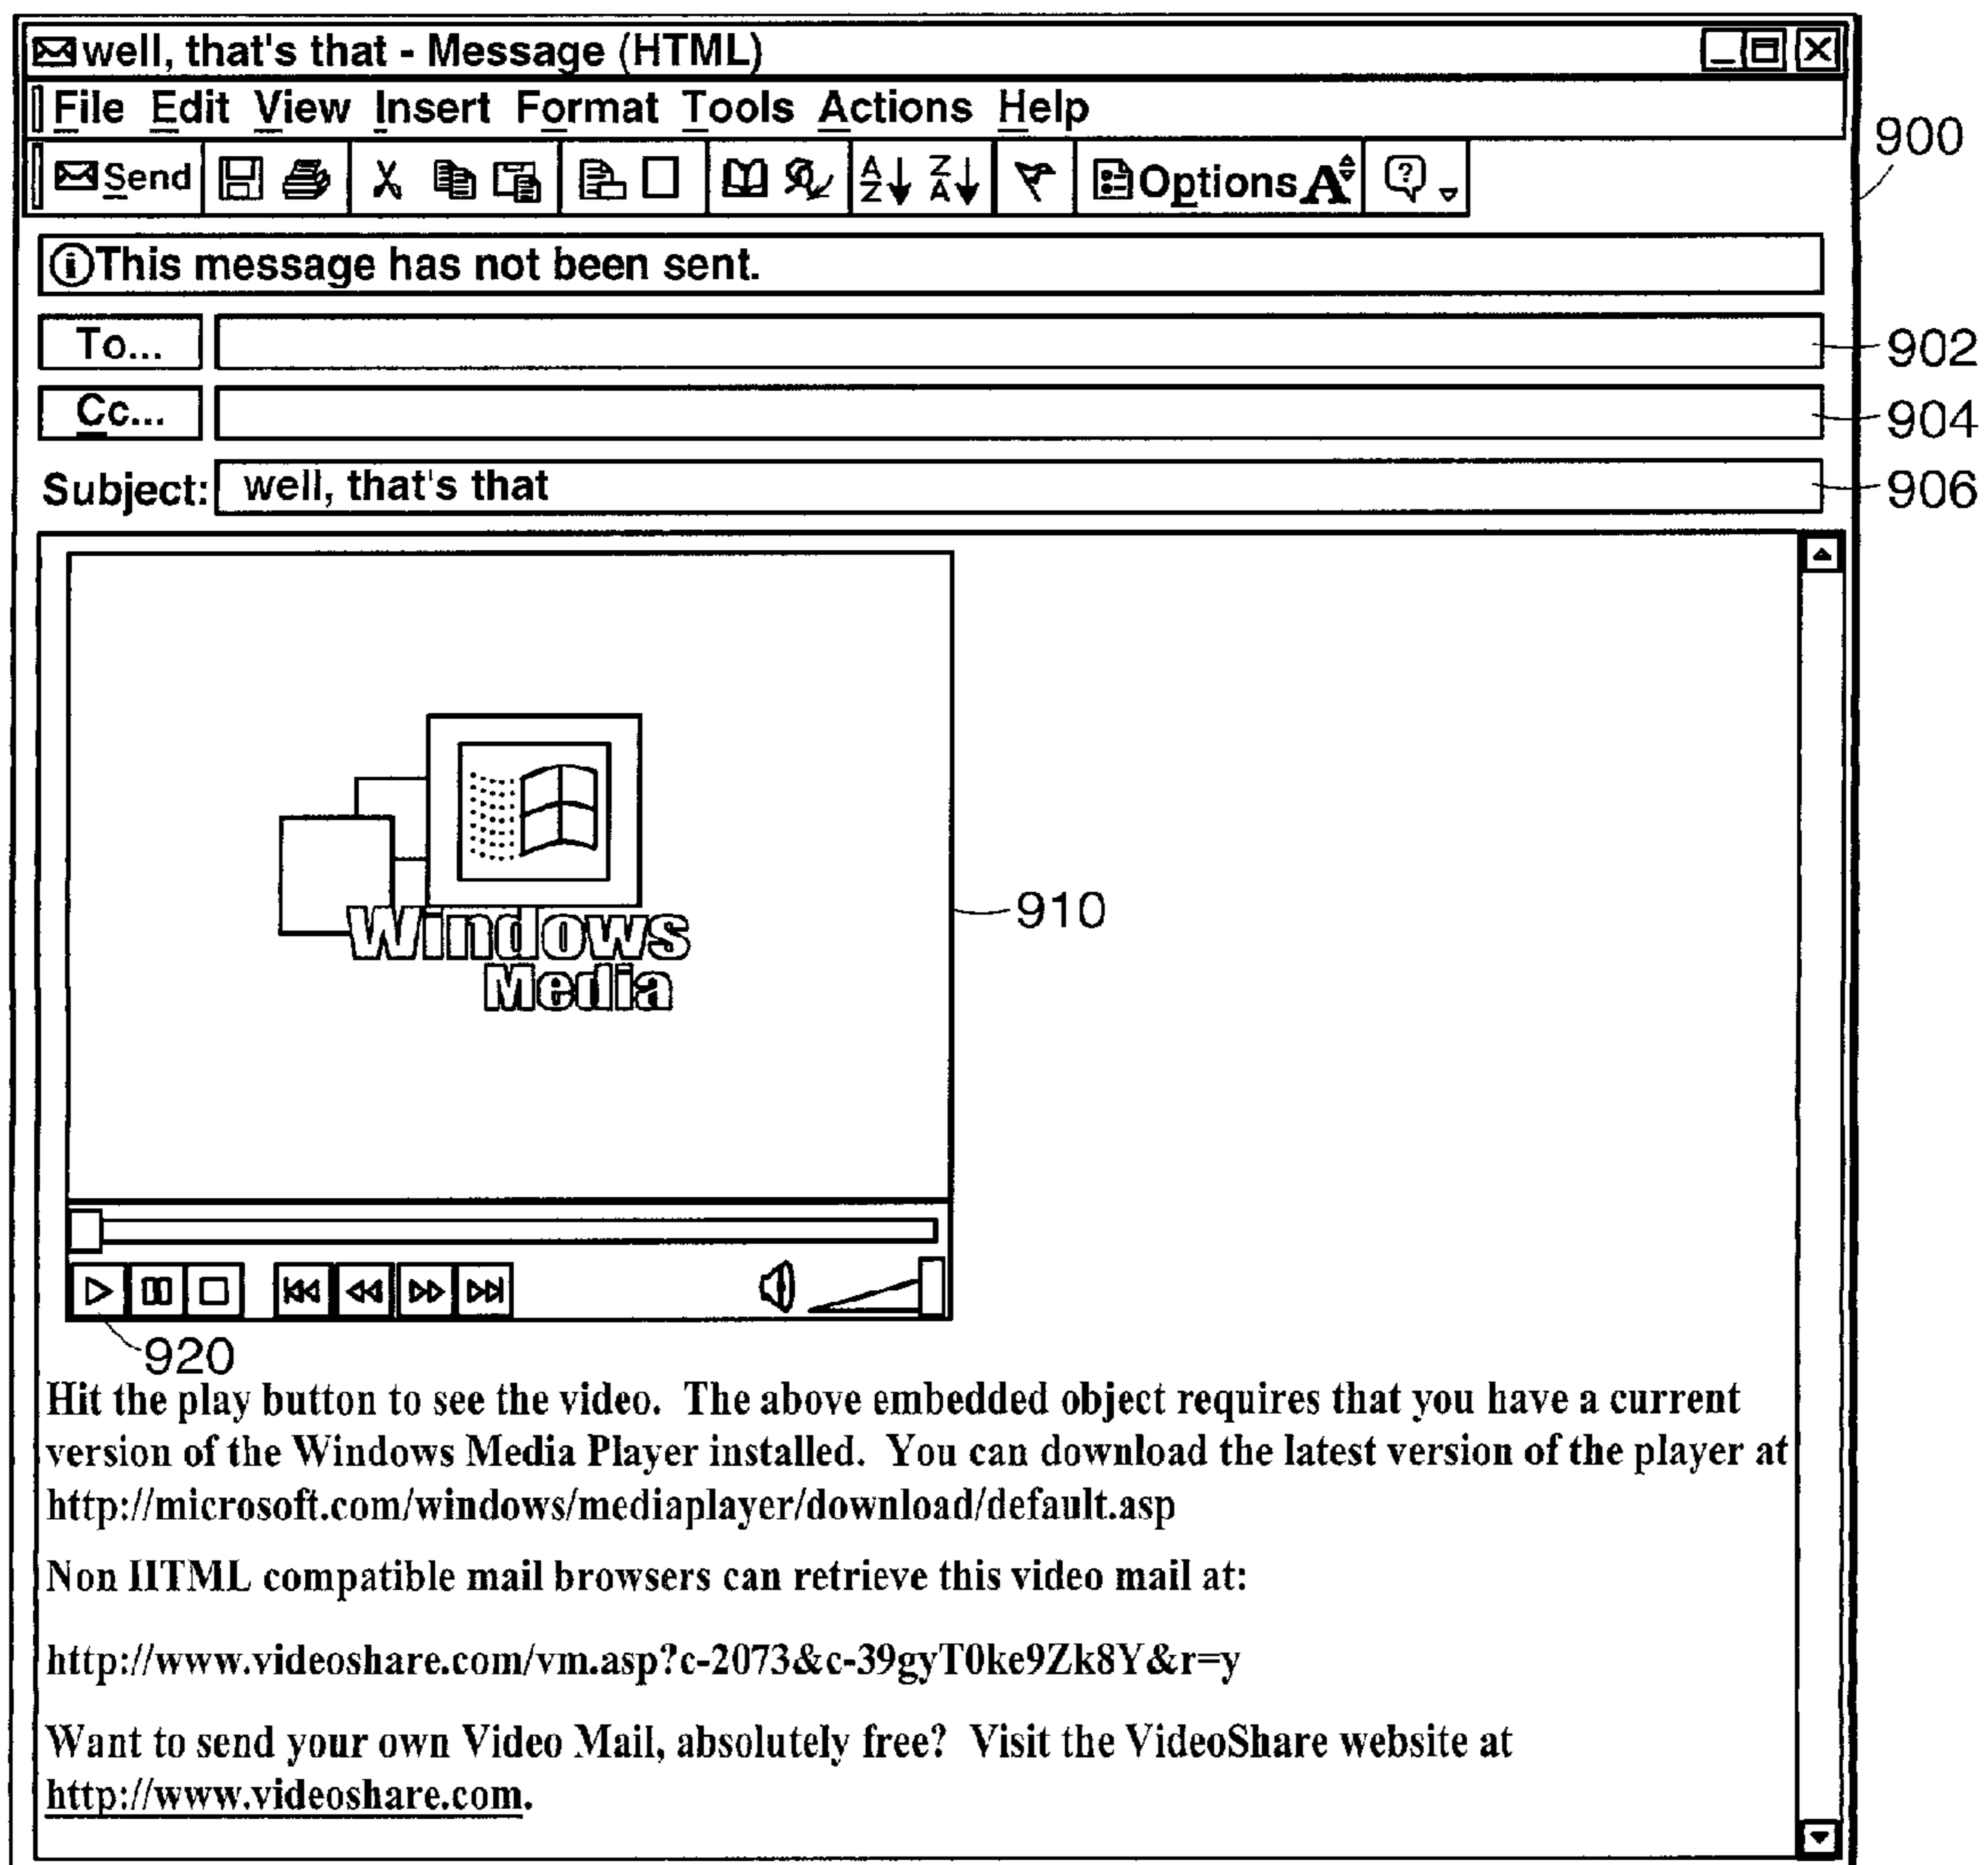 well, that's that - Message (HTML)
File Edit View Insert Format Tools Actions Help
900
Send Options A
This message has not been sent.
To...
902
Cc...
904
Subject: well, that's that
906
Windows
Media
910
920
Hit the play button to see the video. The above embedded object requires that you have a current
version of the Windows Media Player installed. You can download the latest version of the player at
http://microsoft.com/windows/mediaplayer/download/default.asp
Non HTML compatible mail browsers can retrieve this video mail at:
http://www.videoshare.com/vm.asp?c-2073&c-39gyT0ke9Zk8Y&r=y
Want to send your own Video Mail, absolutely free? Visit the VideoShare website at
http://www.videoshare.com.